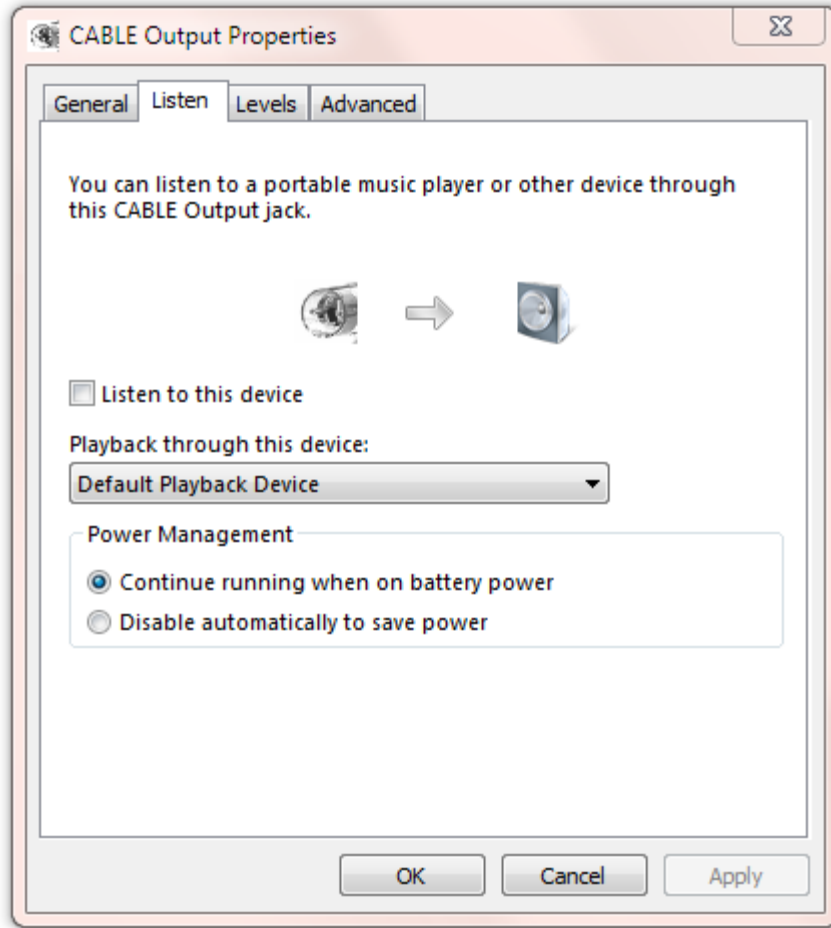 CABLE Output Properties
General Listen Levels Advanced
You can listen to a portable music player or other device through
this CABLE Output jack.
Listen to this device
Playback through this device:
Default Playback Device
Power Management
Continue running when on battery power
Disable automatically to save power
OK Cancel Apply